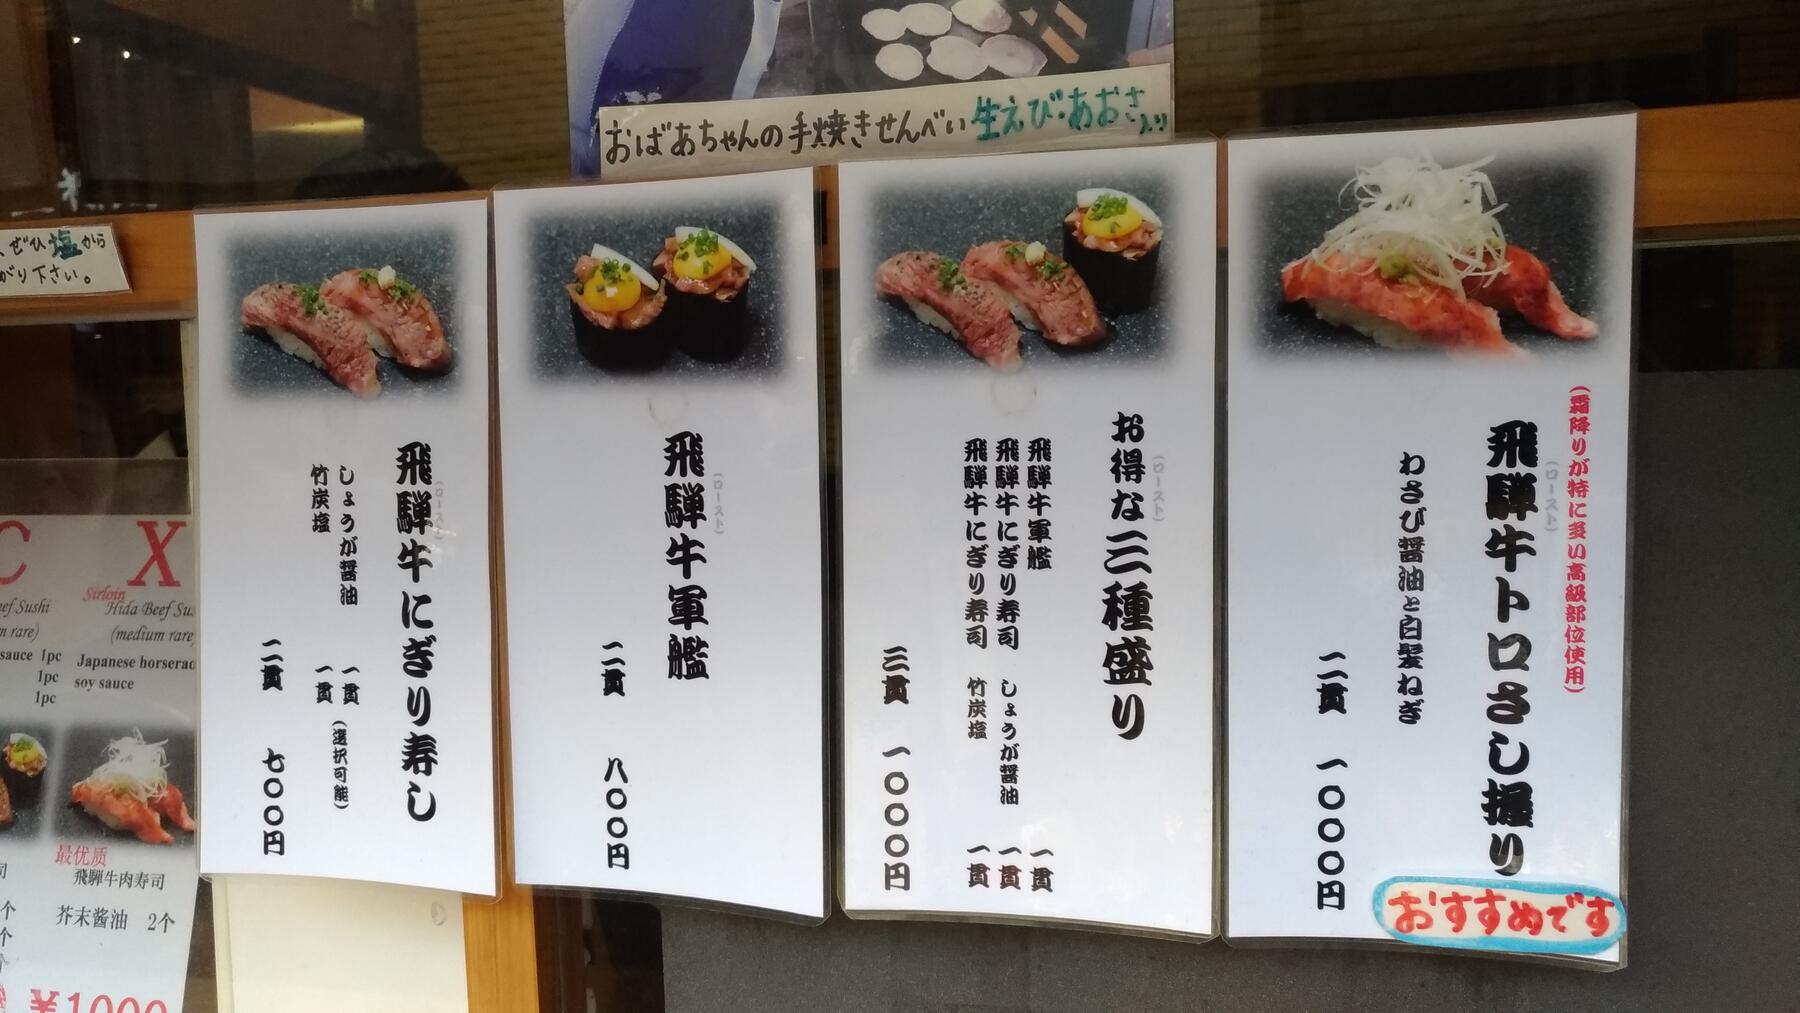 おばあちゃんの手焼きせんべい 生えび・あおさ入り
ぜひ塩から
がり下さい。
(霜降りが特に多い高級部位使用)
(ロースト)
飛騨牛トロさし握り
わさび醤油と白髪ねぎ
二貫 一〇〇〇円
おすすめです
(ロースト)
お得な三種盛り
飛騨牛軍艦 一貫
飛騨牛にぎり寿司 しょうが醤油 一貫
飛騨牛にぎり寿司 竹炭塩 一貫
三貫 一〇〇〇円
(ロースト)
飛騨牛軍艦
二貫 八〇〇円
(ロースト)
飛騨牛にぎり寿し
しょうが醤油 一貫
竹炭塩 一貫
(選択可能)
二貫 七〇〇円
C
X
Sirloin
Sushi
Hida Beef
rare)
(medium rare
sauce 1pc
1pc
1pc
Japanese
soy sauce
最优质
飛騨牛肉寿司
芥末酱油 2个
个
个
¥1000